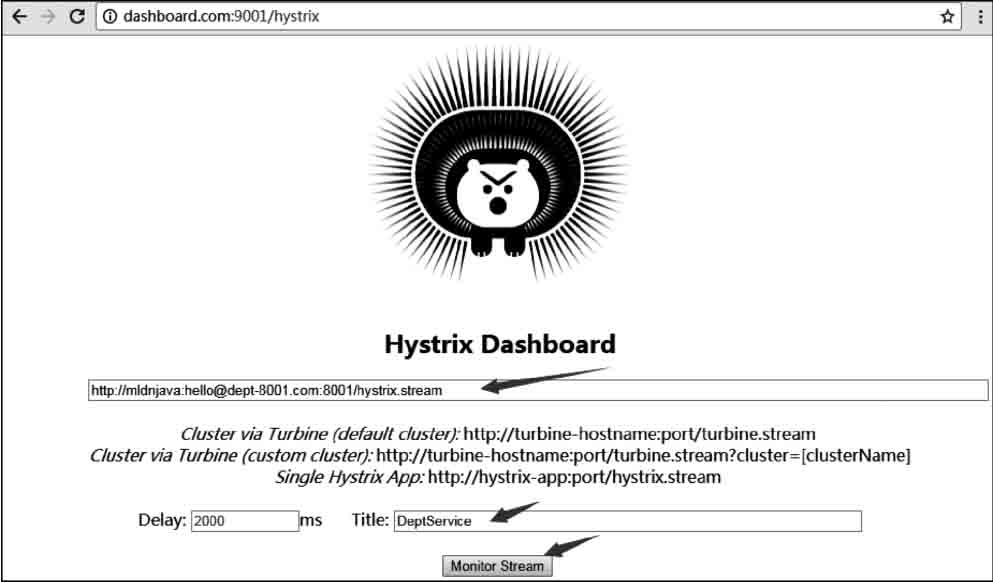 dashboard.com:9001/hystrix
Hystrix Dashboard
http://mldnjava:hello@dept-8001.com:8001/hystrix.stream
Cluster via Turbine (default cluster): http://turbine-hostname:port/turbine.stream
Cluster via Turbine (custom cluster): http://turbine-hostname:port/turbine.stream?cluster=[clusterName]
Single Hystrix App: http://hystrix-app:port/hystrix.stream
Delay: 2000 ms Title: DeptService
Monitor Stream